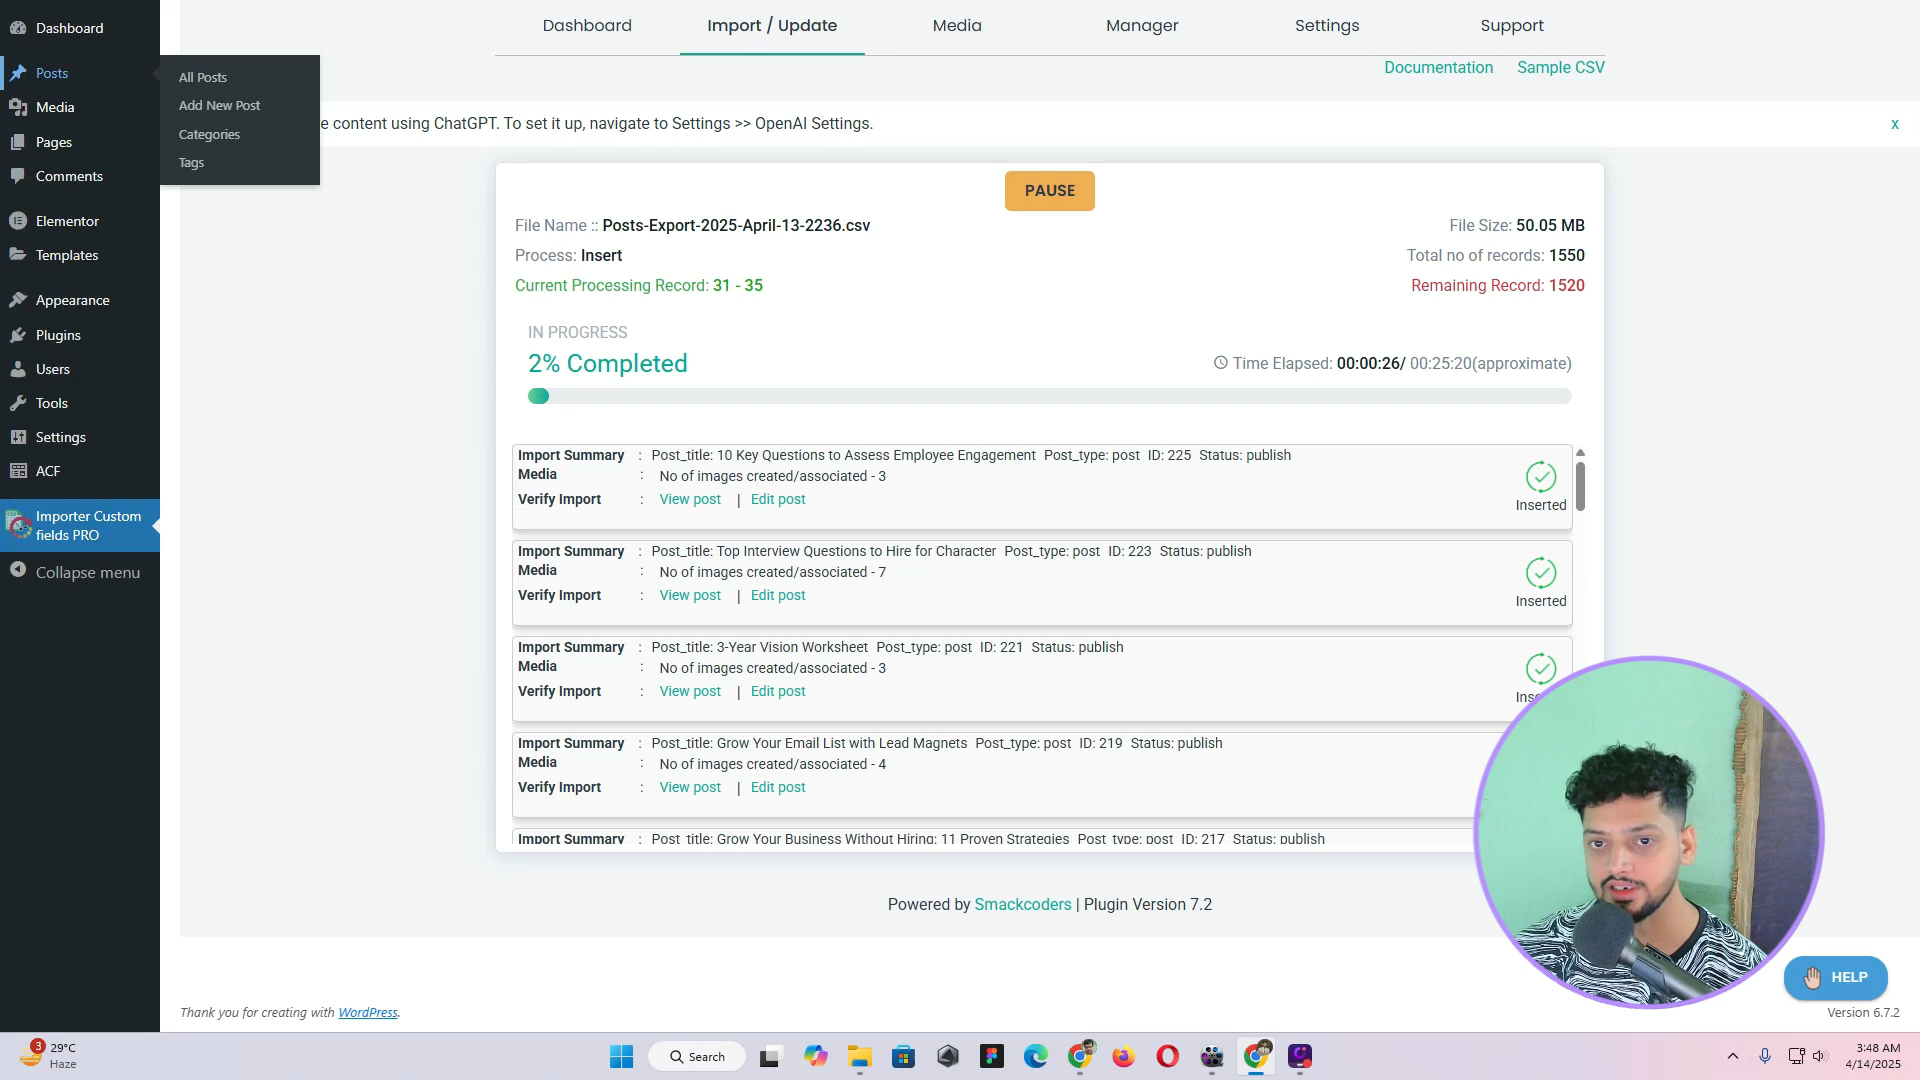 Dashboard
Posts
Media
Pages
Comments
Elementor
Templates
Appearance
Plugins
Users
Tools
Settings
ACF
Importer Custom
fields PRO
Collapse menu
All Posts
Add New Post
Categories
Tags
Dashboard
Import / Update
Media
Manager
Settings
Support
Documentation
Sample CSV
e content using ChatGPT. To set it up, navigate to Settings >> OpenAI Settings.
x
PAUSE
File Name :: Posts-Export-2025-April-13-2236.csv
File Size: 50.05 MB
Process: Insert
Total no of records: 1550
Current Processing Record: 31 - 35
Remaining Record: 1520
IN PROGRESS
2% Completed
Time Elapsed: 00:00:26/ 00:25:20(approximate)
Import Summary : Post_title: 10 Key Questions to Assess Employee Engagement Post_type: post ID: 225 Status: publish
Media : No of images created/associated - 3
Verify Import : View post | Edit post
Inserted
Import Summary : Post_title: Top Interview Questions to Hire for Character Post_type: post ID: 223 Status: publish
Media : No of images created/associated - 7
Verify Import : View post | Edit post
Inserted
Import Summary : Post_title: 3-Year Vision Worksheet Post_type: post ID: 221 Status: publish
Media : No of images created/associated - 3
Verify Import : View post | Edit post
Import Summary : Post_title: Grow Your Email List with Lead Magnets Post_type: post ID: 219 Status: publish
Media : No of images created/associated - 4
Verify Import : View post | Edit post
Import Summary : Post_title: Grow Your Business Without Hiring: 11 Proven Strategies Post_type: post ID: 217 Status: publish
Powered by Smackcoders | Plugin Version 7.2
HELP
Thank you for creating with WordPress.
Version 6.7.2
3
29°C
Haze
Search
3:48 AM
4/14/2025